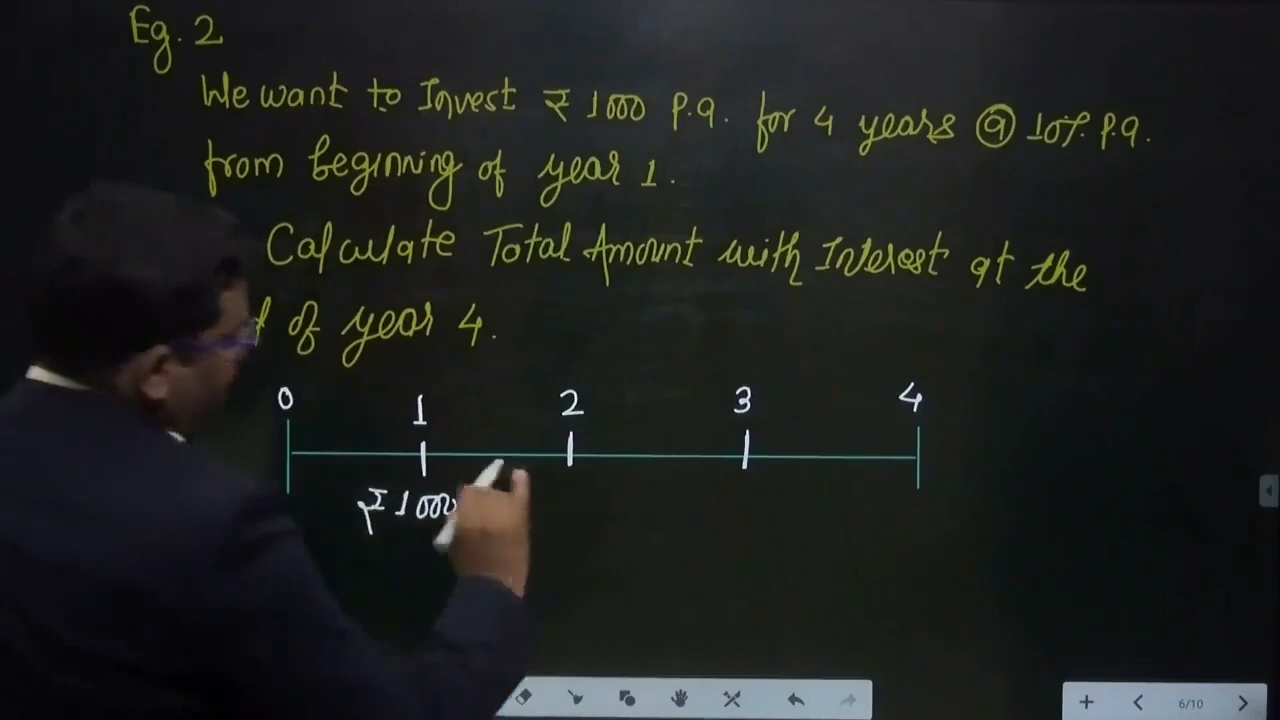 Eg. 2
We want to Invest ₹ 1000 P.a. for 4 years @ 10% P.a.
from beginning of year 1.
Calculate Total Amount with Interest at the
of year 4.
0 1 2 3 4
₹ 1000
6/10